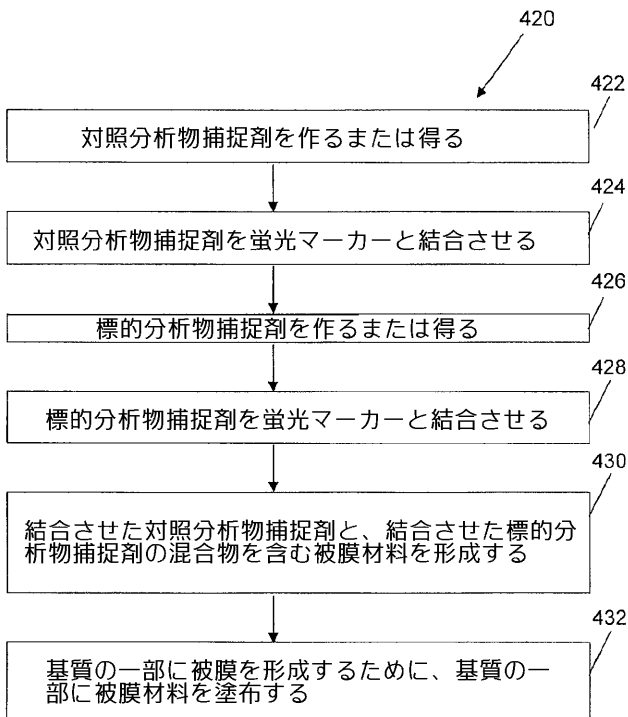 420
422
対照分析物捕捉剤を作るまたは得る
424
対照分析物捕捉剤を蛍光マーカーと結合させる
426
標的分析物捕捉剤を作るまたは得る
428
標的分析物捕捉剤を蛍光マーカーと結合させる
430
結合させた対照分析物捕捉剤と、結合させた標的分
析物捕捉剤の混合物を含む被膜材料を形成する
432
基質の一部に被膜を形成するために、基質の一
部に被膜材料を塗布する